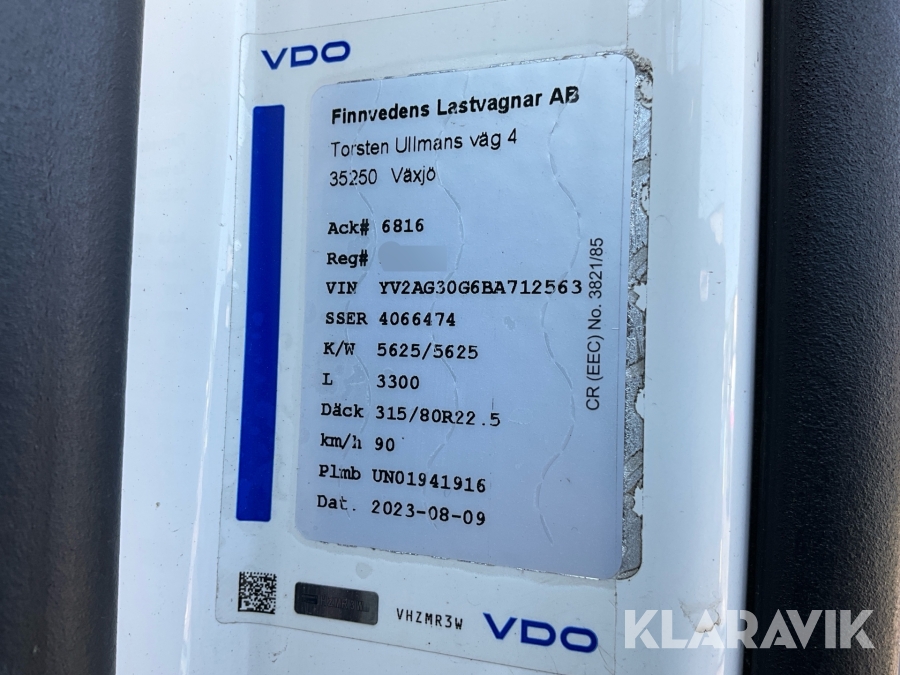 VDO
Finnvedens Lastvagnar AB
Torsten Ullmans väg 4
35250 Växjö
Ack# 6816
Reg#
VIN YV2AG30G6BA712563
SSER 4066474
K/W 5625/5625
L 3300
Däck 315/80R22.5
km/h 90
Plmb UN01941916
Dat. 2023-08-09
CR (EEC) No. 3821/85
VHZMR3W
VDO
KLARAVIK